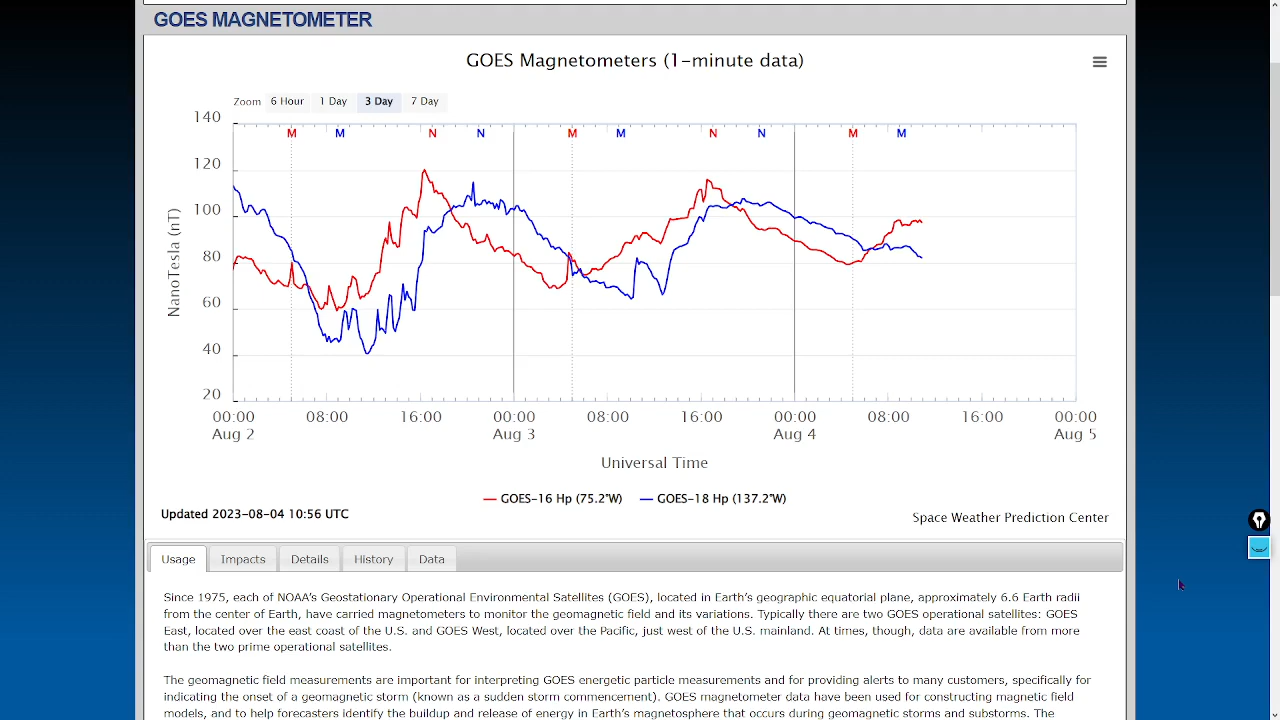 GOES MAGNETOMETER
GOES Magnetometers (1-minute data)
Zoom 6 Hour 1 Day 3 Day 7 Day
M M N N M M N N M M
140
120
100
80
60
40
20
NanoTesla (nT)
00:00 08:00 16:00 00:00 08:00 16:00 00:00 08:00 16:00 00:00
Aug 2 Aug 3 Aug 4 Aug 5
Universal Time
GOES-16 Hp (75.2°W) GOES-18 Hp (137.2°W)
Updated 2023-08-04 10:56 UTC
Space Weather Prediction Center
Usage Impacts Details History Data
Since 1975, each of NOAA's Geostationary Operational Environmental Satellites (GOES), located in Earth's geographic equatorial plane, approximately 6.6 Earth radii
from the center of Earth, have carried magnetometers to monitor the geomagnetic field and its variations. Typically there are two GOES operational satellites: GOES
East, located over the east coast of the U.S. and GOES West, located over the Pacific, just west of the U.S. mainland. At times, though, data are available from more
than the two prime operational satellites.
The geomagnetic field measurements are important for interpreting GOES energetic particle measurements and for providing alerts to many customers, specifically for
indicating the onset of a geomagnetic storm (known as a sudden storm commencement). GOES magnetometer data have been used for constructing magnetic field
models, and to help forecasters identify the buildup and release of energy in Earth's magnetosphere that occurs during geomagnetic storms and substorms. The